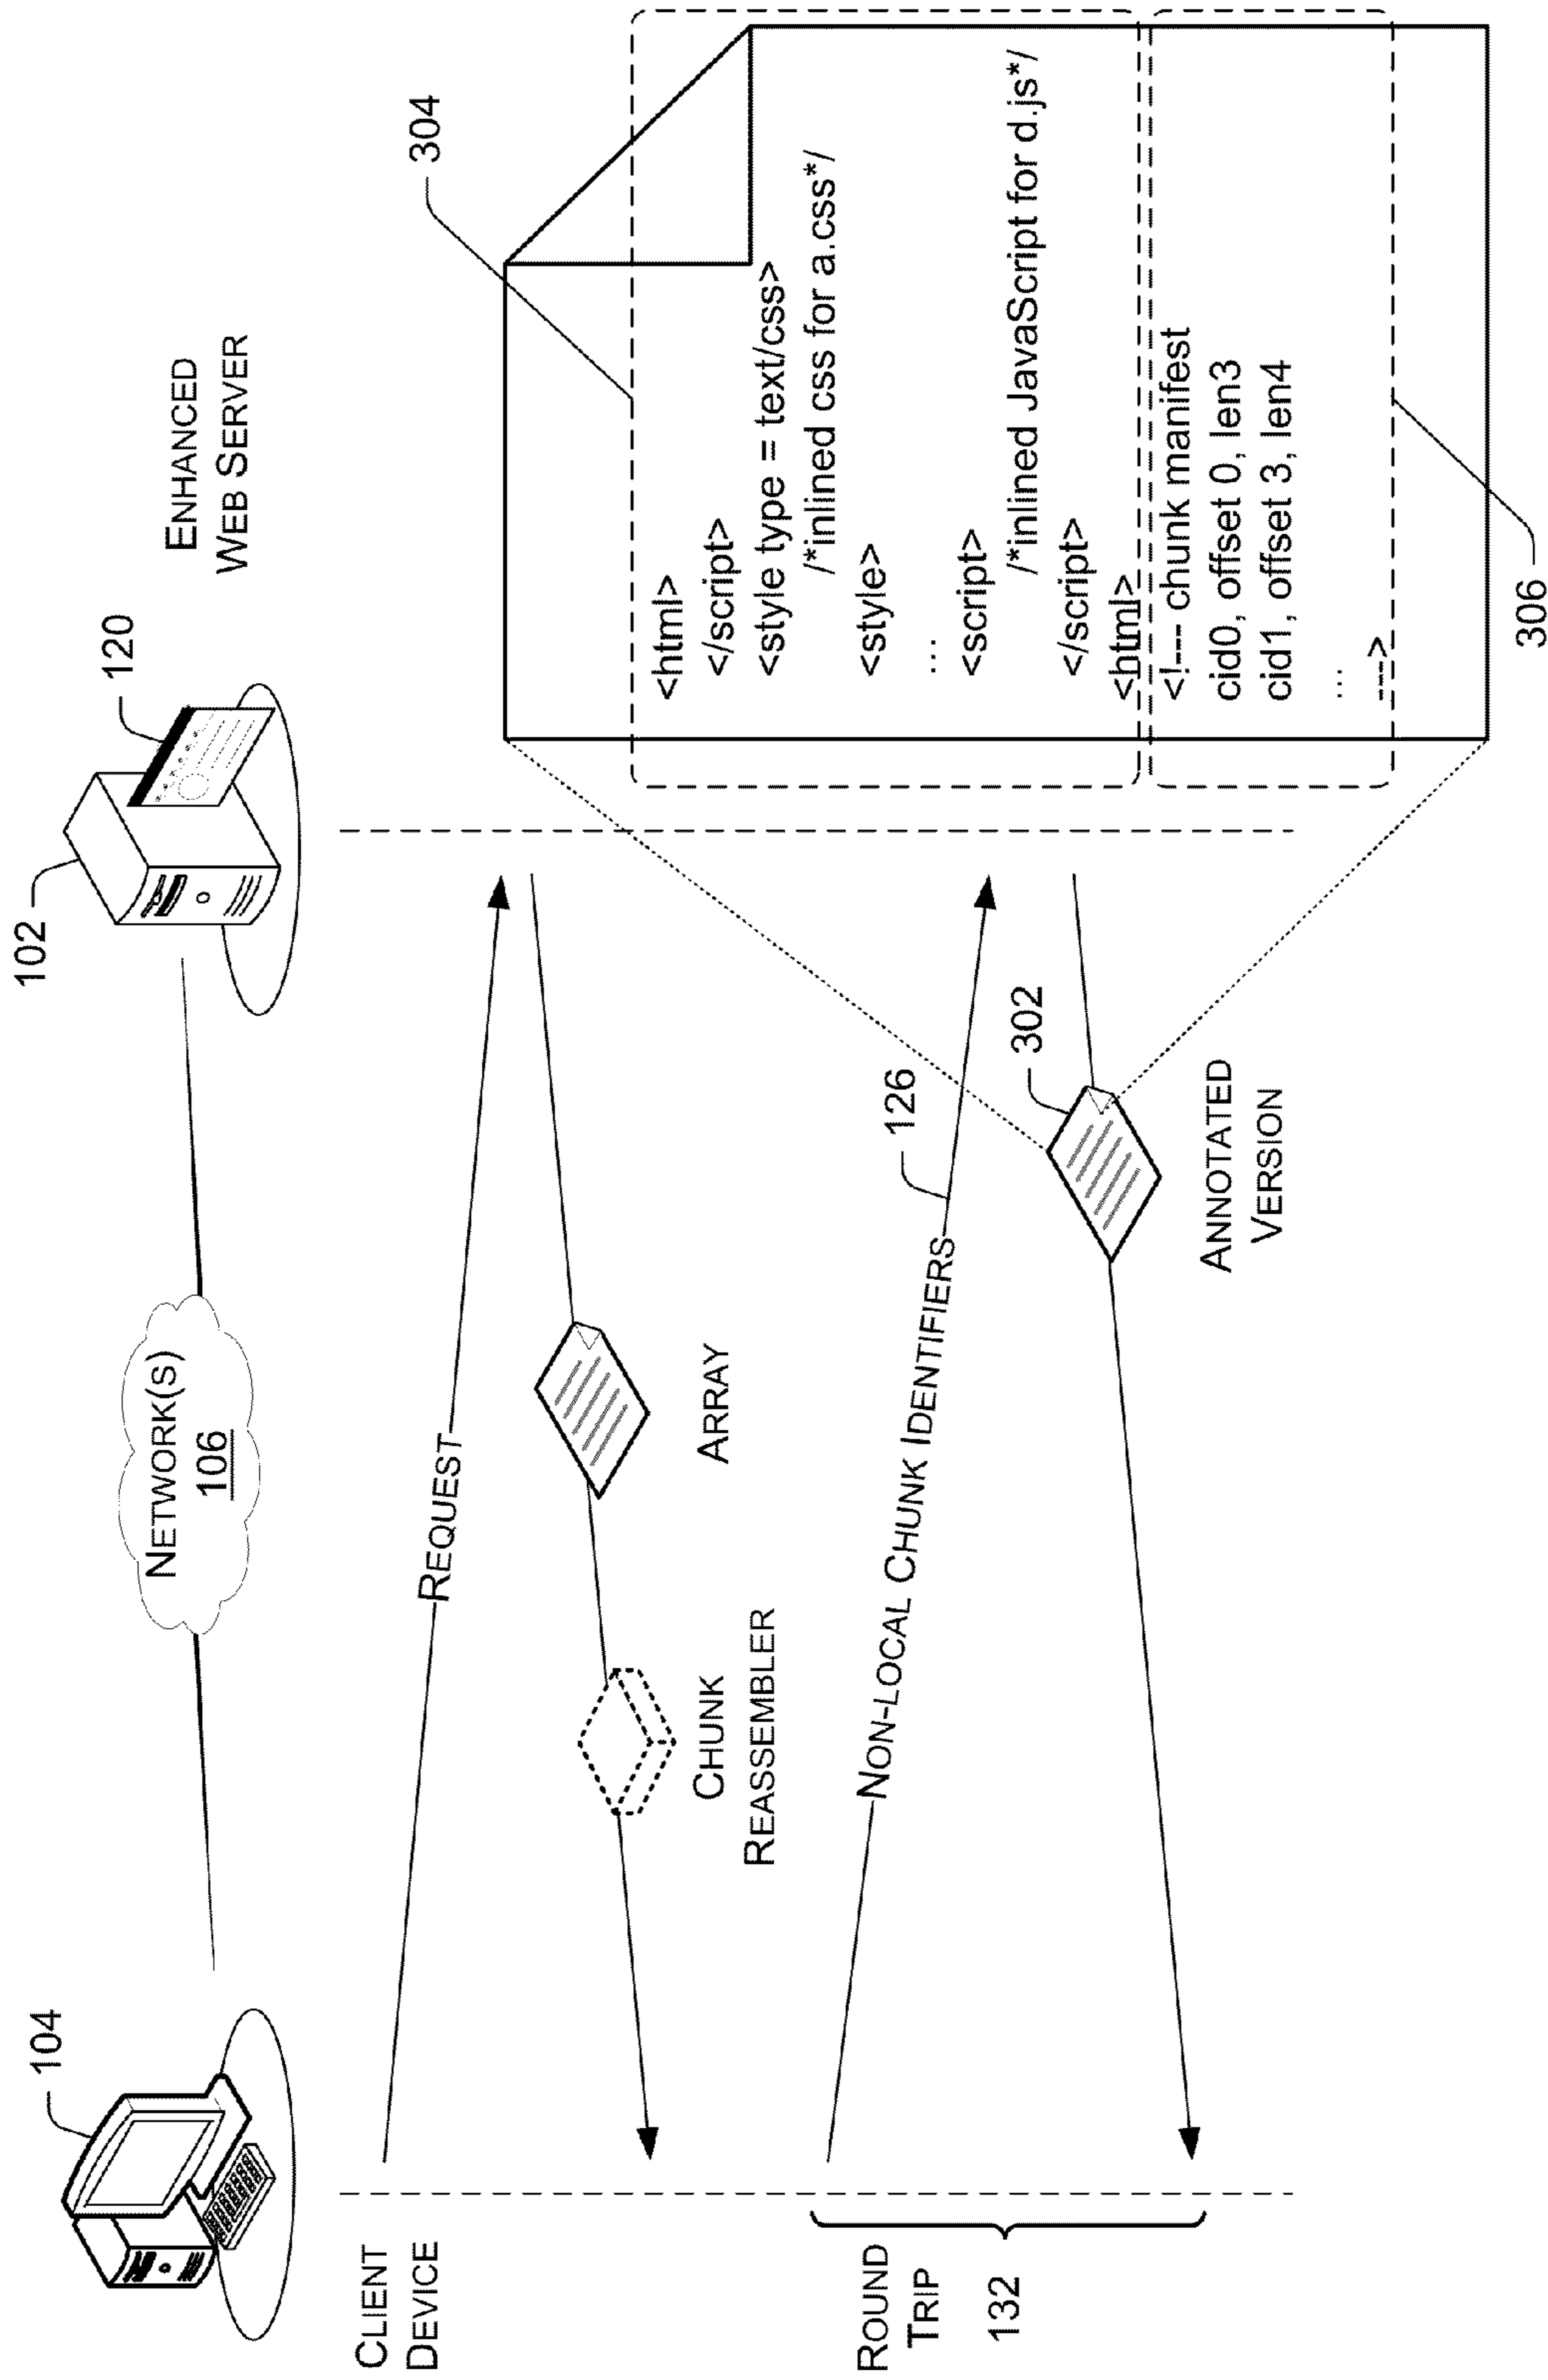 104
102
120
NETWORK(S)
106
ENHANCED
WEB SERVER
CLIENT
DEVICE
REQUEST
ARRAY
CHUNK
REASSEMBLER
ROUND
TRIP
132
NON-LOCAL CHUNK IDENTIFIERS
126
302
ANNOTATED
VERSION
304
<html>
</script>
<style type = text/css>
/*inlined css for a.css*/
<style>
...
<script>
/*inlined JavaScript for d.js*/
</script>
<html>
<!--- chunk manifest
cid0, offset 0, len3
cid1, offset 3, len4
...
--->
306